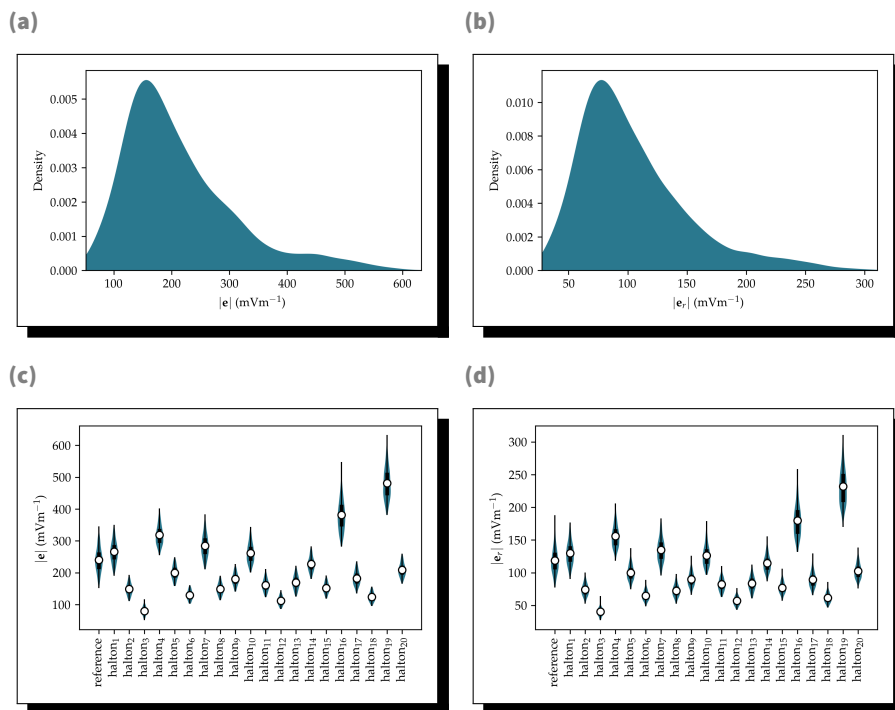 (a)
(b)
0.005
0.004
0.003
0.002
0.001
0.000
Density
100 200 300 400 500 600
|e| (mVm⁻¹)
0.010
0.008
0.006
0.004
0.002
0.000
Density
50 100 150 200 250 300
|eᵣ| (mVm⁻¹)
(c)
(d)
600
500
400
300
200
100
|e| (mVm⁻¹)
reference
halton₁
halton₂
halton₃
halton₄
halton₅
halton₆
halton₇
halton₈
halton₉
halton₁₀
halton₁₁
halton₁₂
halton₁₃
halton₁₄
halton₁₅
halton₁₆
halton₁₇
halton₁₈
halton₁₉
halton₂₀
300
250
200
150
100
50
|eᵣ| (mVm⁻¹)
reference
halton₁
halton₂
halton₃
halton₄
halton₅
halton₆
halton₇
halton₈
halton₉
halton₁₀
halton₁₁
halton₁₂
halton₁₃
halton₁₄
halton₁₅
halton₁₆
halton₁₇
halton₁₈
halton₁₉
halton₂₀